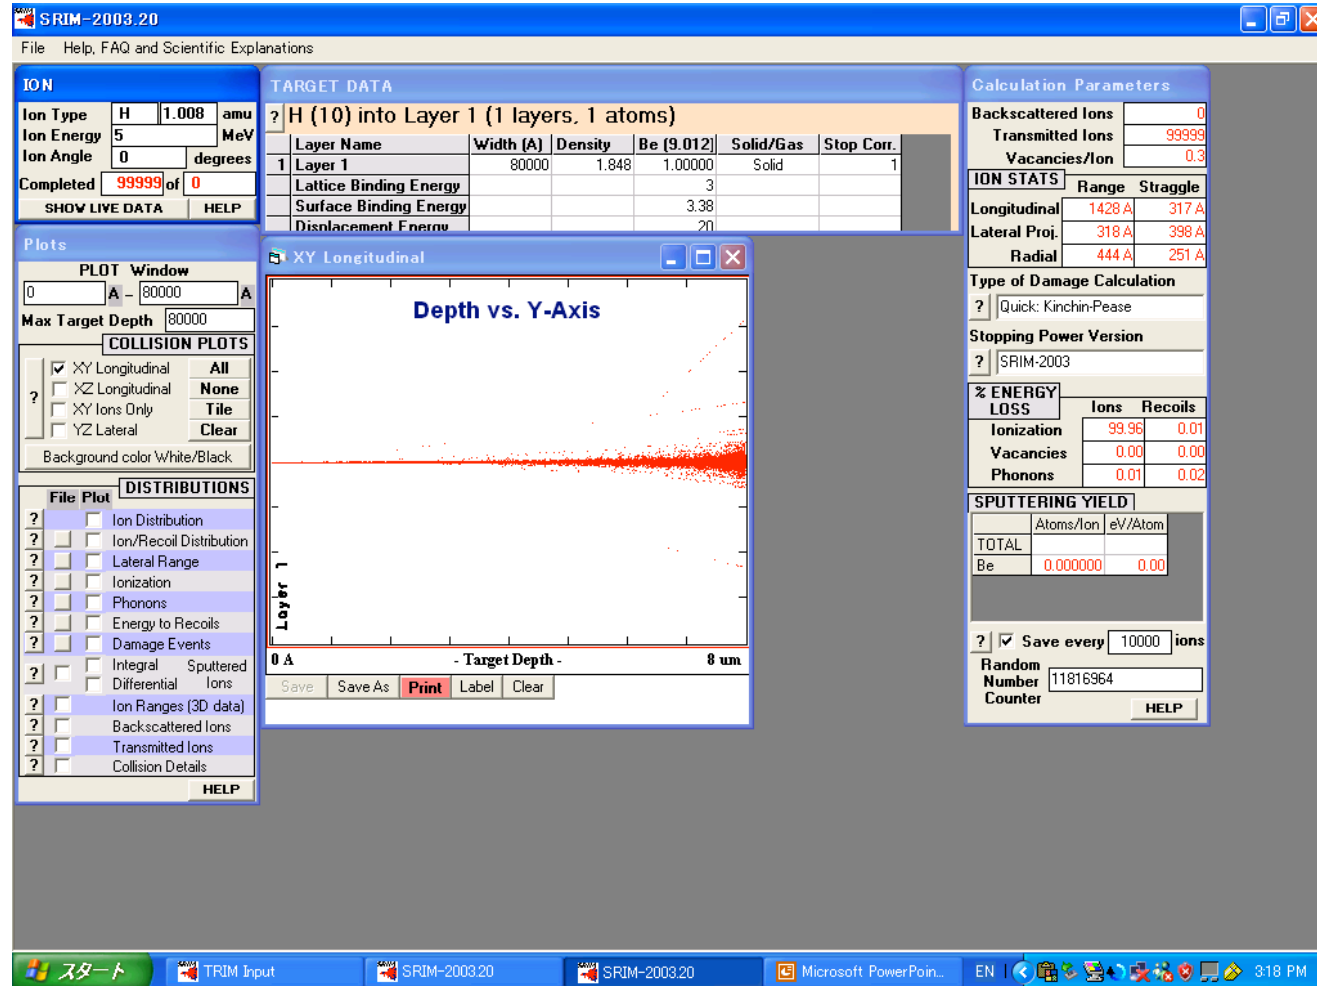 SRIM-2003.20
File Help, FAQ and Scientific Explanations
ION
Ion Type H 1.008 amu
Ion Energy 5 MeV
Ion Angle 0 degrees
Completed 99999 of 0
SHOW LIVE DATA HELP
TARGET DATA
? H (10) into Layer 1 (1 layers, 1 atoms)
Layer Name Width (A) Density Be (9.012) Solid/Gas Stop Corr.
1 Layer 1 80000 1.848 1.00000 Solid 1
Lattice Binding Energy 3
Surface Binding Energy 3.38
Displacement Energy 20
Calculation Parameters
Backscattered Ions 0
Transmitted Ions 99999
Vacancies/Ion 0.3
ION STATS Range Straggle
Longitudinal 1428 A 317 A
Lateral Proj. 318 A 398 A
Radial 444 A 251 A
Type of Damage Calculation
? Quick: Kinchin-Pease
Stopping Power Version
? SRIM-2003
% ENERGY LOSS Ions Recoils
Ionization 99.96 0.01
Vacancies 0.00 0.00
Phonons 0.01 0.02
SPUTTERING YIELD
Atoms/Ion eV/Atom
TOTAL
Be 0.000000 0.00
? Save every 10000 ions
Random Number Counter 11816964
HELP
Plots
PLOT Window
0 A - 80000 A
Max Target Depth 80000
COLLISION PLOTS
? XY Longitudinal All
XZ Longitudinal None
XY Ions Only Tile
YZ Lateral Clear
Background color White/Black
File Plot DISTRIBUTIONS
? Ion Distribution
? Ion/Recoil Distribution
? Lateral Range
? Ionization
? Phonons
? Energy to Recoils
? Damage Events
? Integral Sputtered
Differential Ions
? Ion Ranges (3D data)
? Backscattered Ions
? Transmitted Ions
? Collision Details
HELP
XY Longitudinal
Depth vs. Y-Axis
Layer 1
0 A - Target Depth - 8 um
Save Save As Print Label Clear
スタート TRIM Input SRIM-2003.20 SRIM-2003.20 Microsoft PowerPoin... EN 3:18 PM